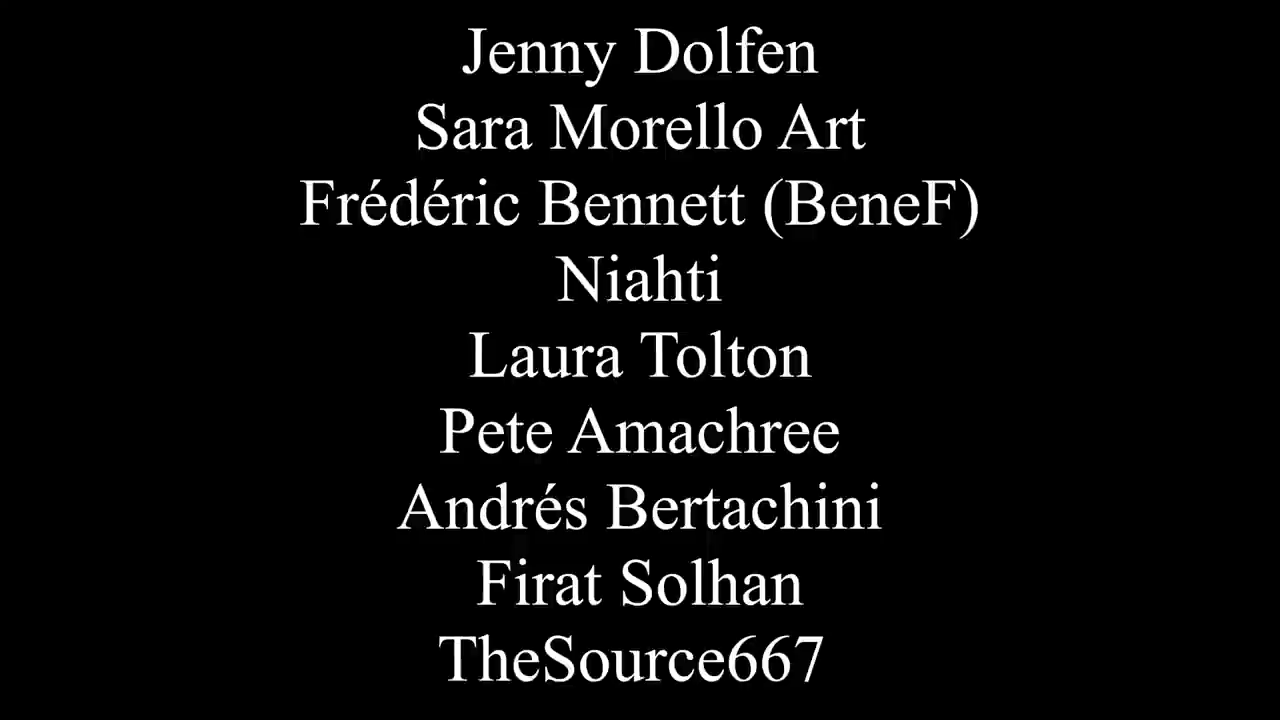 Jenny Dolfen
Sara Morello Art
Frédéric Bennett (BeneF)
Niahti
Laura Tolton
Pete Amachree
Andrés Bertachini
Firat Solhan
TheSource667